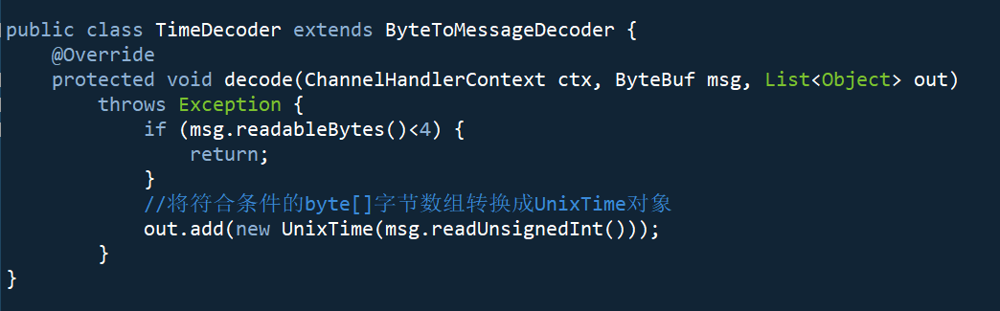 public class TimeDecoder extends ByteToMessageDecoder {
    @Override
    protected void decode(ChannelHandlerContext ctx, ByteBuf msg, List<Object> out)
        throws Exception {
            if (msg.readableBytes()<4) {
                return;
            }
            //将符合条件的byte[]字节数组转换成UnixTime对象
            out.add(new UnixTime(msg.readUnsignedInt()));
        }
}